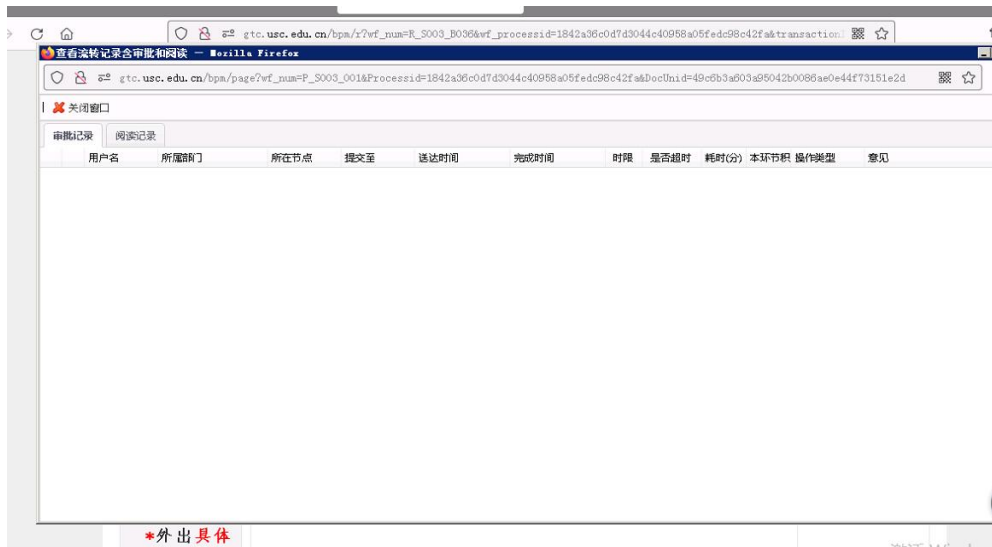 gtc.usc.edu.cn/bpm/r?wf_num=R_S003_B036&wf_processid=1842a36c0d7d3044c40958a05fedc98c42fa&transaction
查看流转记录含审批和阅读 — Mozilla Firefox
gtc.usc.edu.cn/bpm/page?wf_num=P_S003_001&Processid=1842a36c0d7d3044c40958a05fedc98c42fa&DocUnid=49c6b3a603a95042b0086ae0e44f73151e2d
关闭窗口
审批记录 阅读记录
用户名 所属部门 所在节点 提交至 送达时间 完成时间 时限 是否超时 耗时(分) 本环节积 操作类型 意见
*外出具体